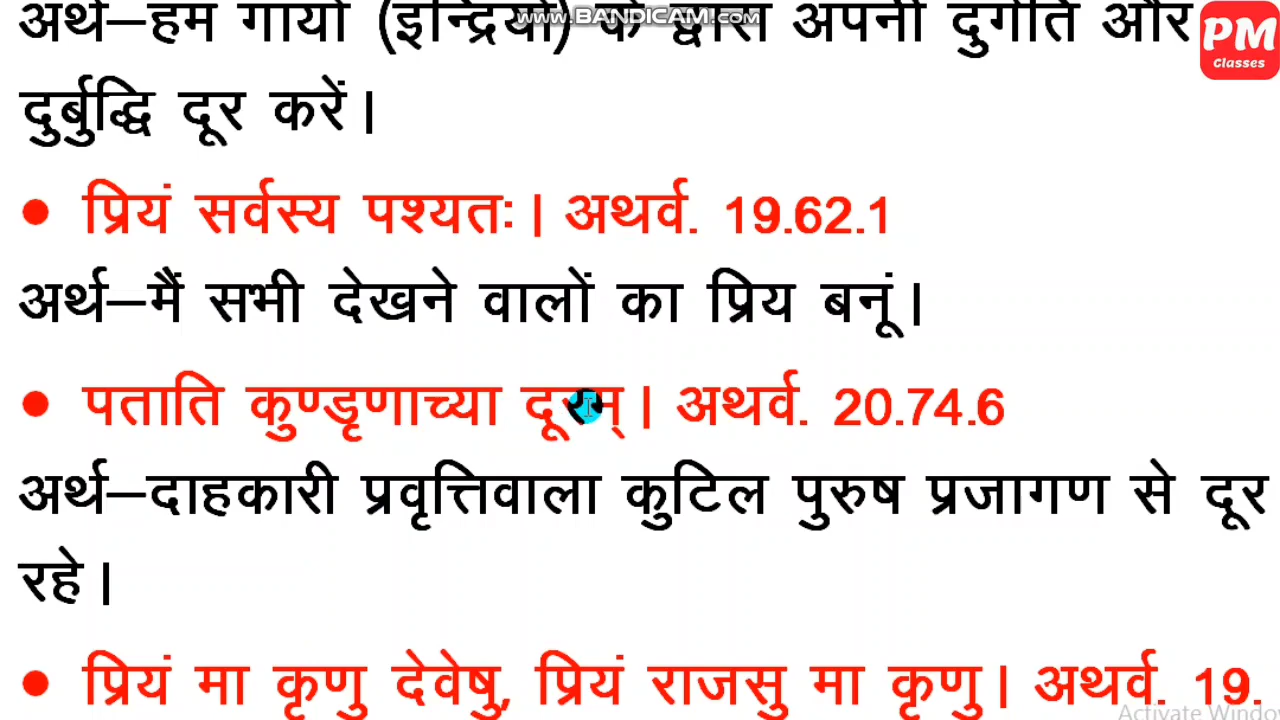 www.BANDICAM.com
अर्थ–हम गायों (इन्द्रियों) के द्वारा अपनी दुर्गति और
PM
Classes
दुर्बुद्धि दूर करें।
• प्रियं सर्वस्य पश्यतः। अथर्व. 19.62.1
अर्थ–मैं सभी देखने वालों का प्रिय बनूं।
• पताति कुण्डृणाच्या दूरम्। अथर्व. 20.74.6
अर्थ–दाहकारी प्रवृत्तिवाला कुटिल पुरुष प्रजागण से दूर
रहे।
• प्रियं मा कृणु देवेषु, प्रियं राजसु मा कृणु। अथर्व. 19.
Activate Windo